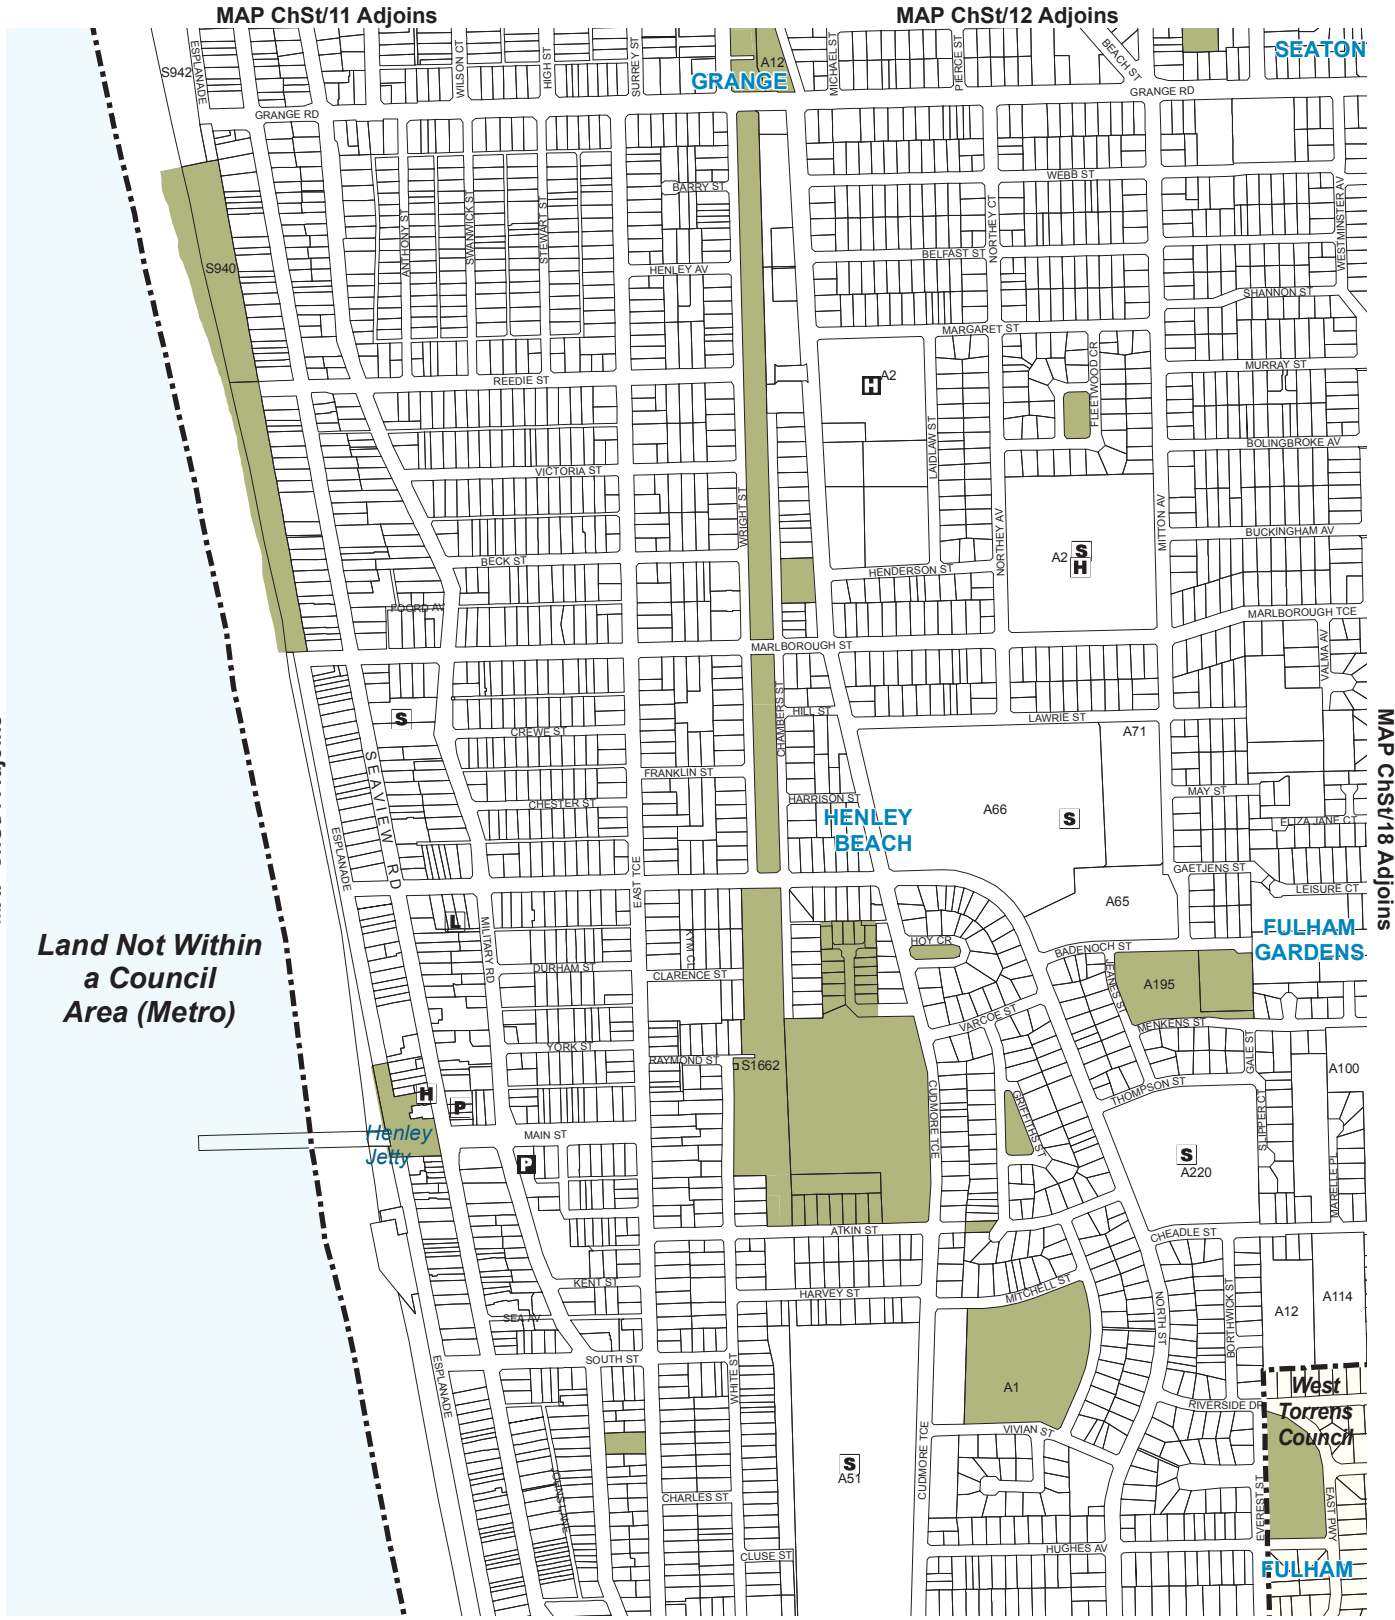 MAP ChSt/11 Adjoins
MAP ChSt/12 Adjoins
ESPLANADE
S942
WILSON CT
HIGH ST
SURREY ST
A12
GRANGE
MICHAEL ST
PIERCE ST
BEACH ST
SEATON
GRANGE RD
GRANGE RD
BARRY ST
WEBB ST
ANTHONY ST
SWANWICK ST
STEWART ST
NORTHEY CT
WESTMINSTER AV
S940
HENLEY AV
BELFAST ST
SHANNON ST
MARGARET ST
MURRAY ST
REEDIE ST
H
A2
FLEETWOOD CR
LAIDLAW ST
BOLINGBROKE AV
VICTORIA ST
WRIGHT ST
NORTHEY AV
MITTON AV
BUCKINGHAM AV
BECK ST
HENDERSON ST
A2
S
H
FOORD AV
MARLBOROUGH ST
MARLBOROUGH TCE
VALMA AV
S
HILL ST
CHAMBERS ST
LAWRIE ST
CREWE ST
A71
SEAVIEW RD
FRANKLIN ST
CHESTER ST
HARRISON ST
HENLEY
BEACH
A66
S
MAY ST
ELIZA JANE CT
MAP ChSt/18 Adjoins
ESPLANADE
EAST TCE
GAETJENS ST
LEISURE CT
L
MILITARY RD
KYM CL
A65
HOY CR
BADENOCH ST
FULHAM
GARDENS
Land Not Within
a Council
Area (Metro)
DURHAM ST
CLARENCE ST
JEANES ST
A195
VARCOE ST
MENKENS ST
YORK ST
RAYMOND ST
S1662
GALE ST
A100
H
P
CUDMORE TCE
GRIFFITHS ST
THOMPSON ST
SLIPPER CT
Henley
Jetty
MAIN ST
P
S
A220
MARELLE PL
ATKIN ST
CHEADLE ST
KENT ST
HARVEY ST
MITCHELL ST
NORTH ST
BORTHWICK ST
A12
A114
SEA AV
SOUTH ST
ESPLANADE
WHITE ST
A1
West
Torrens
Council
RIVERSIDE DR
VIVIAN ST
S
A51
CUDMORE TCE
JOHNS LANE
CHARLES ST
EVEREST ST
EAST PWY
CLUSE ST
HUGHES AV
FULHAM